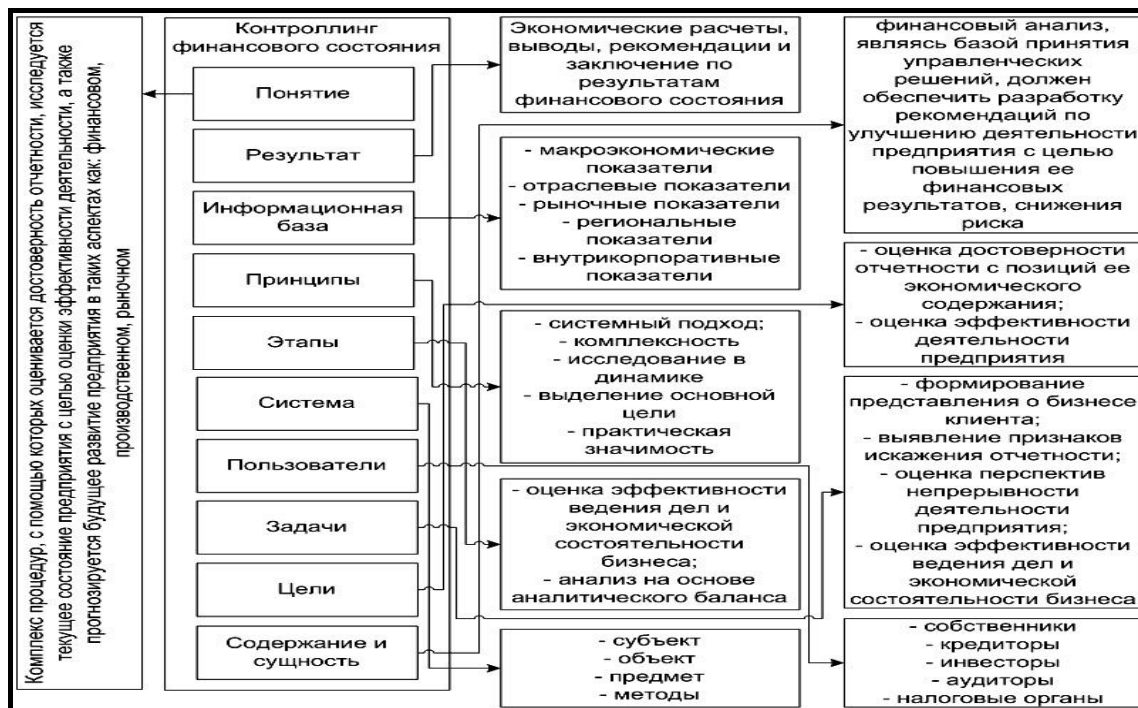 Комплекс процедур, с помощью которых оценивается достоверность отчетности, исследуется
текущее состояние предприятия с целью оценки эффективности деятельности, а также
прогнозируется будущее развитие предприятия в таких аспектах как: финансовом,
производственном, рыночном
Контроллинг
финансового состояния
Понятие
Результат
Информационная
база
Принципы
Этапы
Система
Пользователи
Задачи
Цели
Содержание и
сущность
Экономические расчеты,
выводы, рекомендации и
заключение по
результатам
финансового состояния
- макроэкономические
показатели
- отраслевые показатели
- рыночные показатели
- региональные
показатели
- внутрикорпоративные
показатели
- системный подход;
- комплексность
- исследование в
динамике
- выделение основной
цели
- практическая
значимость
- оценка эффективности
ведения дел и
экономической
состоятельности
бизнеса;
- анализ на основе
аналитического баланса
- субъект
- объект
- предмет
- методы
финансовый анализ,
являясь базой принятия
управленческих
решений, должен
обеспечить разработку
рекомендаций по
улучшению деятельности
предприятия с целью
повышения ее
финансовых
результатов, снижения
риска
- оценка достоверности
отчетности с позиций ее
экономического
содержания;
- оценка эффективности
деятельности
предприятия
- формирование
представления о бизнесе
клиента;
- выявление признаков
искажения отчетности;
- оценка перспектив
непрерывности
деятельности
предприятия;
- оценка эффективности
ведения дел и
экономической
состоятельности бизнеса
- собственники
- кредиторы
- инвесторы
- аудиторы
- налоговые органы